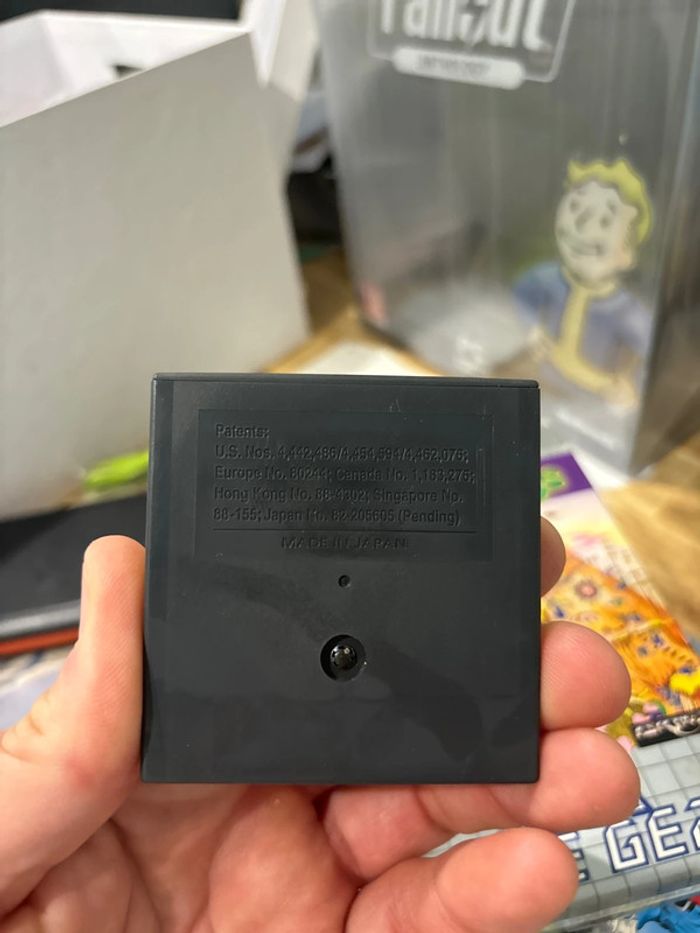 Fallout
Patents:
U.S. Nos. 4,442,486/4,454,594/4,462,076;
Europe No. 80244; Canada No. 1,183,276;
Hong Kong No. 88-4302; Singapore No.
88-155; Japan No. 82-205605 (Pending)
MADE IN JAPAN
GE